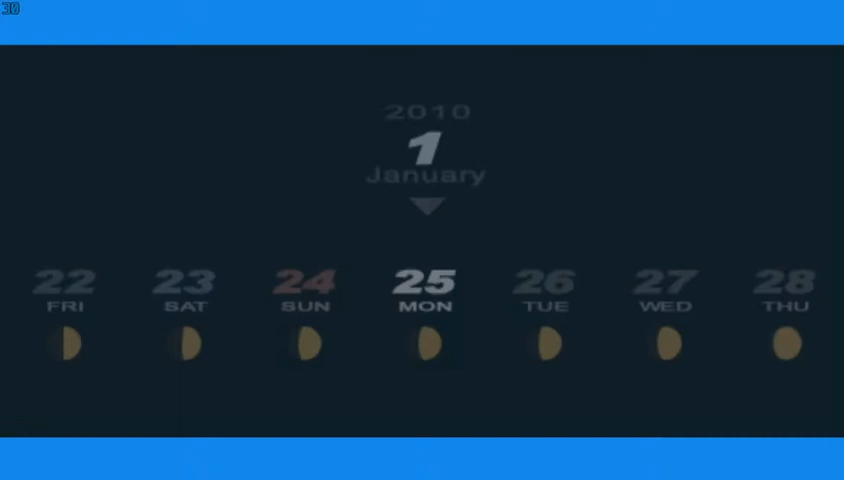 30
2010
1
January
22 23 24 25 26 27 28
FRI SAT SUN MON TUE WED THU